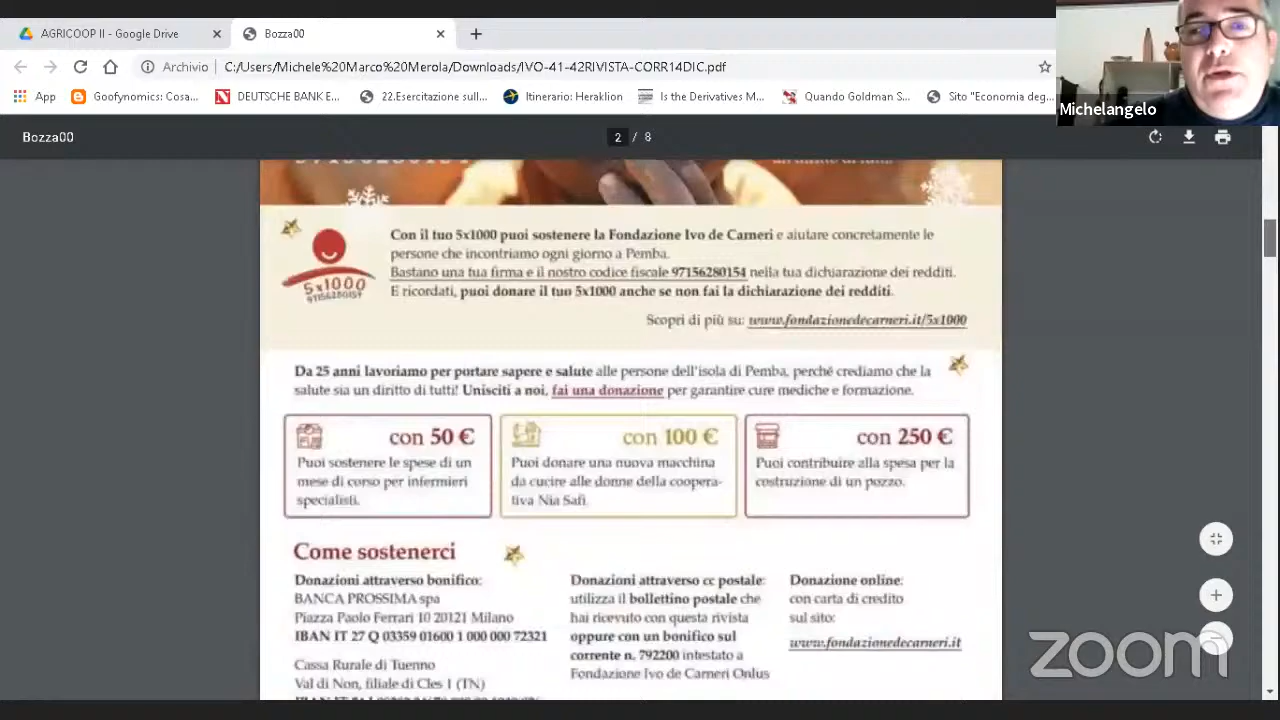 AGRICOOP II - Google Drive
Bozza00
Archivio
C:/Users/Michele%20Marco%20Merola/Downloads/IVO-41-42RIVISTA-CORR14DIC.pdf
App
Goofynomics: Cosa...
DEUTSCHE BANK E...
22.Esercitazione sull...
Itinerario: Heraklion
Is the Derivatives M...
Quando Goldman S...
Sito "Economia deg...
Michelangelo
Bozza00
2 / 8
5x1000
97156280154
Con il tuo 5x1000 puoi sostenere la Fondazione Ivo de Carneri e aiutare concretamente le
persone che incontriamo ogni giorno a Pemba.
Bastano una tua firma e il nostro codice fiscale 97156280154 nella tua dichiarazione dei redditi.
E ricordati, puoi donare il tuo 5x1000 anche se non fai la dichiarazione dei redditi.
Scopri di più su: www.fondazionedecarneri.it/5x1000
Da 25 anni lavoriamo per portare sapere e salute alle persone dell'isola di Pemba, perché crediamo che la
salute sia un diritto di tutti! Unisciti a noi, fai una donazione per garantire cure mediche e formazione.
con 50 €
Puoi sostenere le spese di un
mese di corso per infermieri
specialisti.
con 100 €
Puoi donare una nuova macchina
da cucire alle donne della coopera-
tiva Nia Safi.
con 250 €
Puoi contribuire alla spesa per la
costruzione di un pozzo.
Come sostenerci
Donazioni attraverso bonifico:
BANCA PROSSIMA spa
Piazza Paolo Ferrari 10 20121 Milano
IBAN IT 27 Q 03359 01600 1 000 000 72321
Cassa Rurale di Tuenno
Val di Non, filiale di Cles 1 (TN)
Donazioni attraverso cc postale:
utilizza il bollettino postale che
hai ricevuto con questa rivista
oppure con un bonifico sul
corrente n. 792200 intestato a
Fondazione Ivo de Carneri Onlus
Donazione online:
con carta di credito
sul sito:
www.fondazionedecarneri.it
zoom